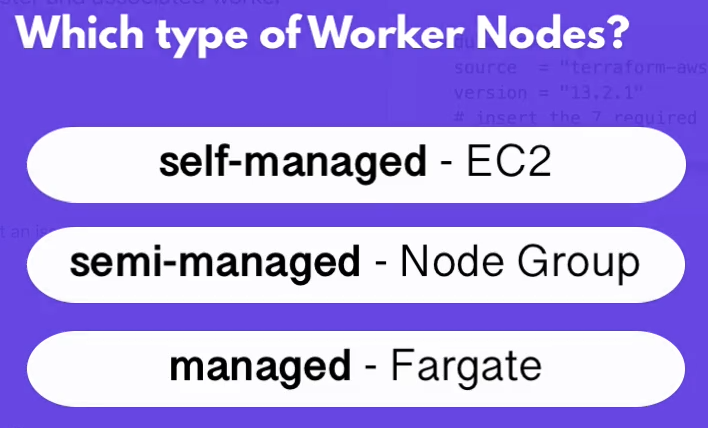 ster and associated worker
Which type of Worker Nodes?
source = "terraform-aws
version = "13.2.1"
# insert the 7 required
self-managed - EC2
semi-managed - Node Group
managed - Fargate